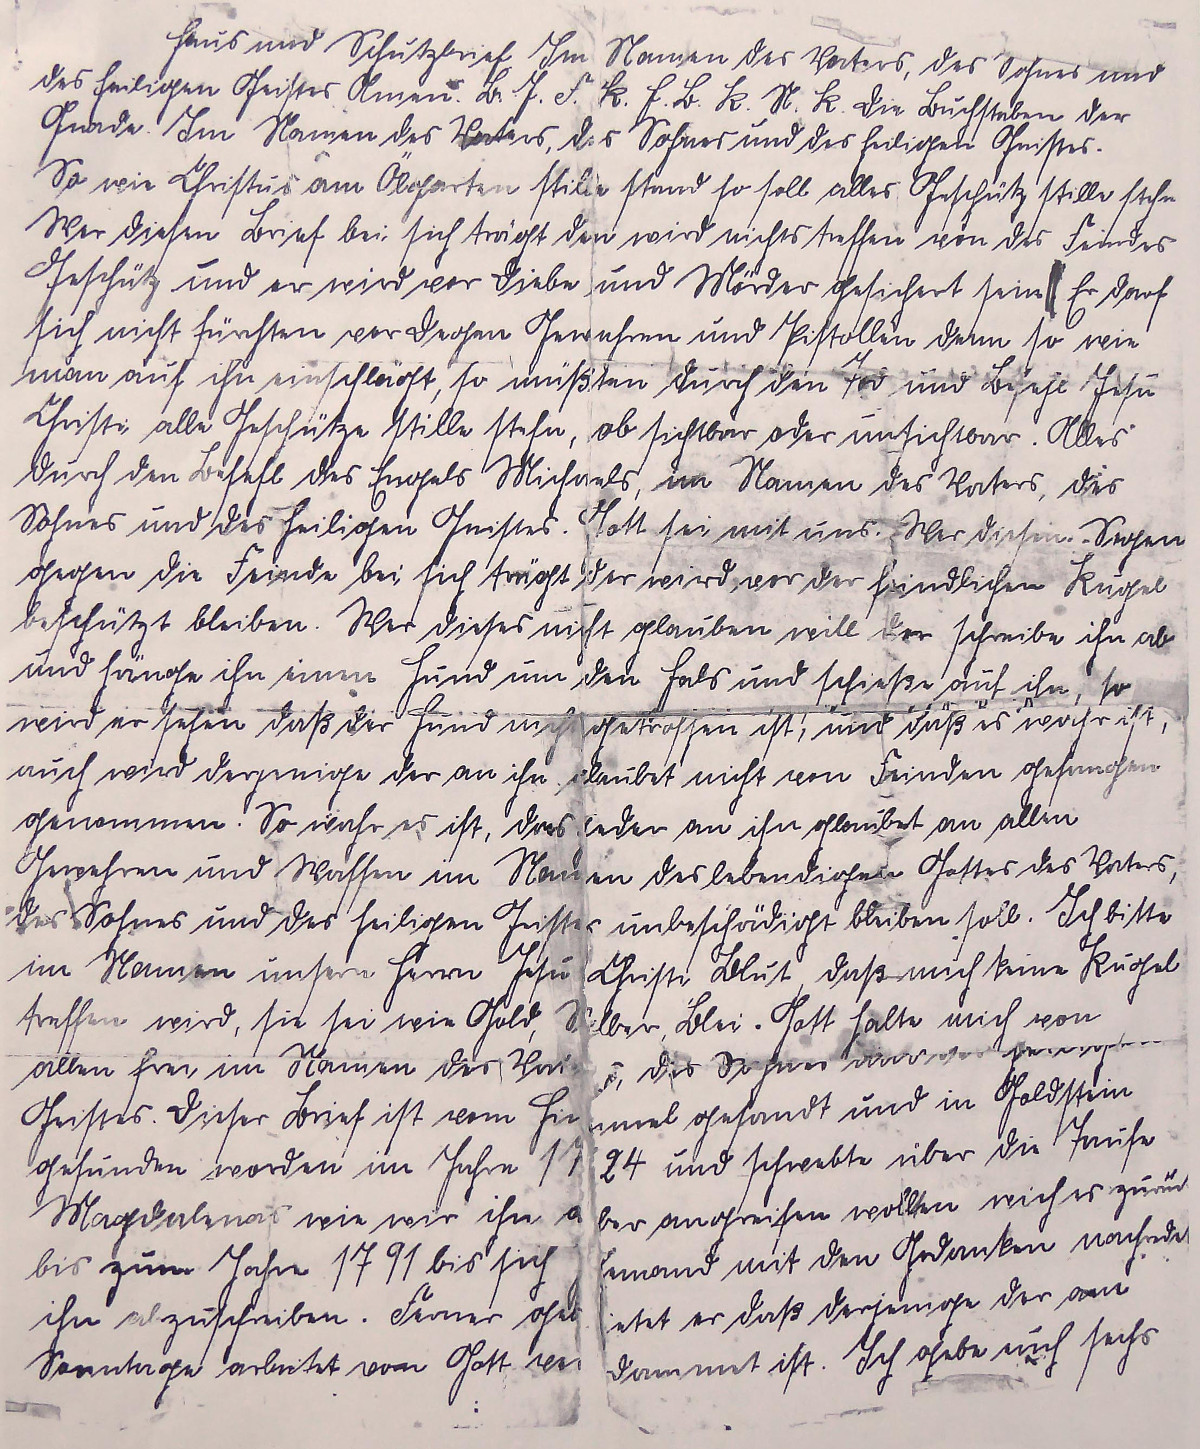 Haus und Schutzbrief Im Namen des Vaters, des Sohnes und
des heiligen Geistes Amen. B. J. F. K. H. B. K. N. K. Die Buchstaben der
Gnade. Im Namen des Vaters, des Sohnes und des heiligen Geistes.
So wie Christus am Ölgarten stille stand so soll alles Geschütz stille stehn
Wer diesen Brief bei sich trägt den wird nichts treffen von des Feindes
Geschütz und er wird vor Diebe und Mörder gesichert sein Er darf
sich nicht fürchten vor Degen Gewehren und Pistollen denn so wie
man auf ihn einschlägt, so müßten durch den Tod und Befehl Jesu
Christi alle Geschütze stille stehn, ob sichtbar oder unsichtbar. Alles
durch den Befehl des Engels Michaels, im Namen des Vaters, des
Sohnes und des heiligen Geistes. Gott sei mit uns. Wer diesen Segen
gegen die Feinde bei sich trägt der wird vor der feindlichen Kugel
beschützt bleiben. Wer dieses nicht glauben will der schreibe ihn ab
und hänge ihn einen Hund um den Hals und schieße auf ihn, so
wird er sehen daß der Hund nicht getroffen ist, und daß es wahr ist,
auch wird derjenige der an ihn glaubet nicht von Feinden gefangen
genommen. So wahr es ist, das jeder an ihn glaubet an allen
Gewehren und Waffen im Namen des lebendigen Gottes des Vaters,
des Sohnes und des heiligen Geistes unbeschädigt bleiben soll. Ich bitte
im Namen unsern Herrn Jesu Christi Blut, daß mich keine Kugel
treffen wird, sie sei wie Gold, Silber, Blei. Gott halte mich von
allen frei, im Namen des Vaters, des Sohnes und des heiligen
Geistes. Dieser Brief ist vom Himmel gesandt und in Holdstein
gefunden worden im Jahre 1724 und schwebte über die Taufe
Magdalenas wie wir ihn aber angreifen wollten wich er zurück
bis zum Jahre 1791 bis sich jemand mit den Gedanken nachredet
ihn abzuschreiben. Ferner gebietet er daß derjenige der am
Sonntage arbeitet von Gott verdammet ist. Ich gebe euch sechs